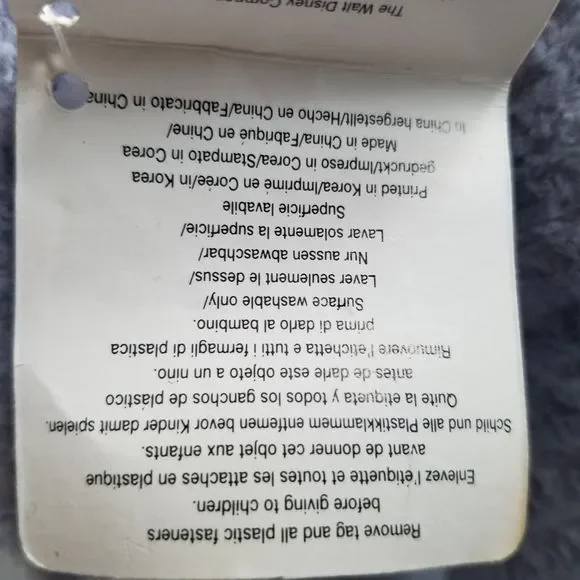 Remove tag and all plastic fasteners
before giving to children.
Enlevez l'étiquette et toutes les attaches en plastique
avant de donner cet objet aux enfants.
Schild und alle Plastikklammem entfemen bevor Kinder damit spielen.
Quite la etiqueta y todos los ganchos de plástico
antes de darle este objeto a un nino.
Rimuovere l'etichetta e tutti i fermagli di plastica
prima di darlo al bambino.
Surface washable only/
Laver seulement le dessus/
Nur aussen abwaschbar/
Lavar solamente la superficie/
Superficie lavabile
Printed in Korea/Imprimé en Corée/in Korea
gedruckt/Impreso in Corea/Stampato in Corea
Made in China/Fabriqué en Chine/
In China hergestellt/Hecho en China/Fabbricato in China
The Walt Disney